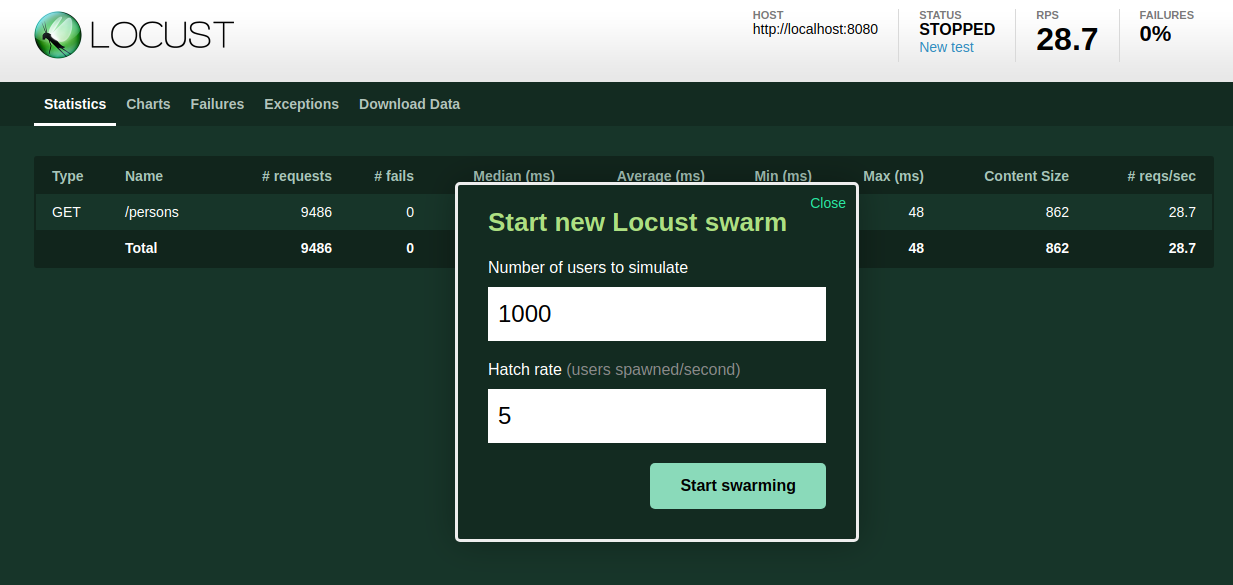 LOCUST
HOST
http://localhost:8080
STATUS
STOPPED
New test
RPS
28.7
FAILURES
0%
Statistics Charts Failures Exceptions Download Data
Type Name # requests # fails Median (ms) Average (ms) Min (ms) Max (ms) Content Size # reqs/sec
GET /persons 9486 0 48 862 28.7
Total 9486 0 48 862 28.7
Close
Start new Locust swarm
Number of users to simulate
1000
Hatch rate (users spawned/second)
5
Start swarming